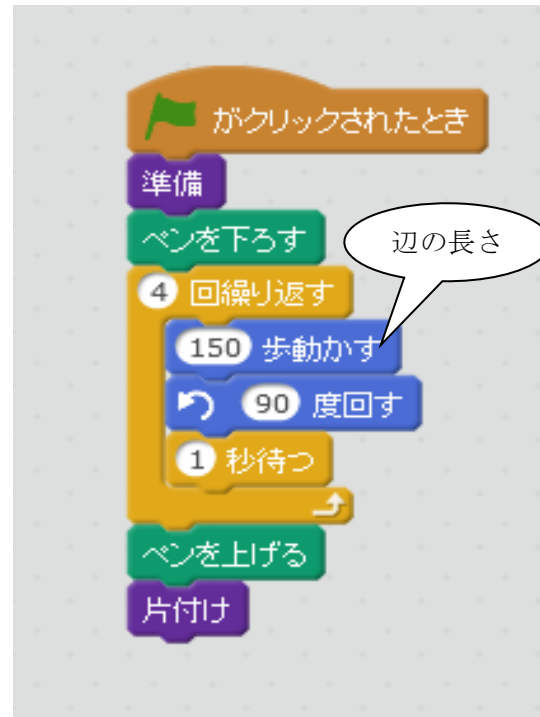 がクリックされたとき
準備
ペンを下ろす
辺の長さ
4 回繰り返す
150 歩動かす
90 度回す
1 秒待つ
ペンを上げる
片付け